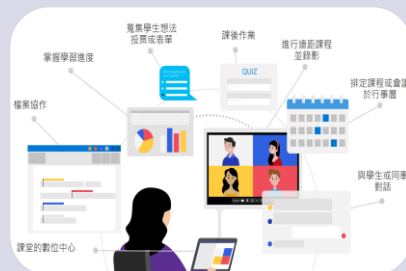 蒐集學生想法
投票或表單
課後作業
進行遠距課程
並錄影
掌握學習進度
排定課程或會議
於行事曆
檔案協作
QUIZ
與學生或同事
對話
課堂的數位中心